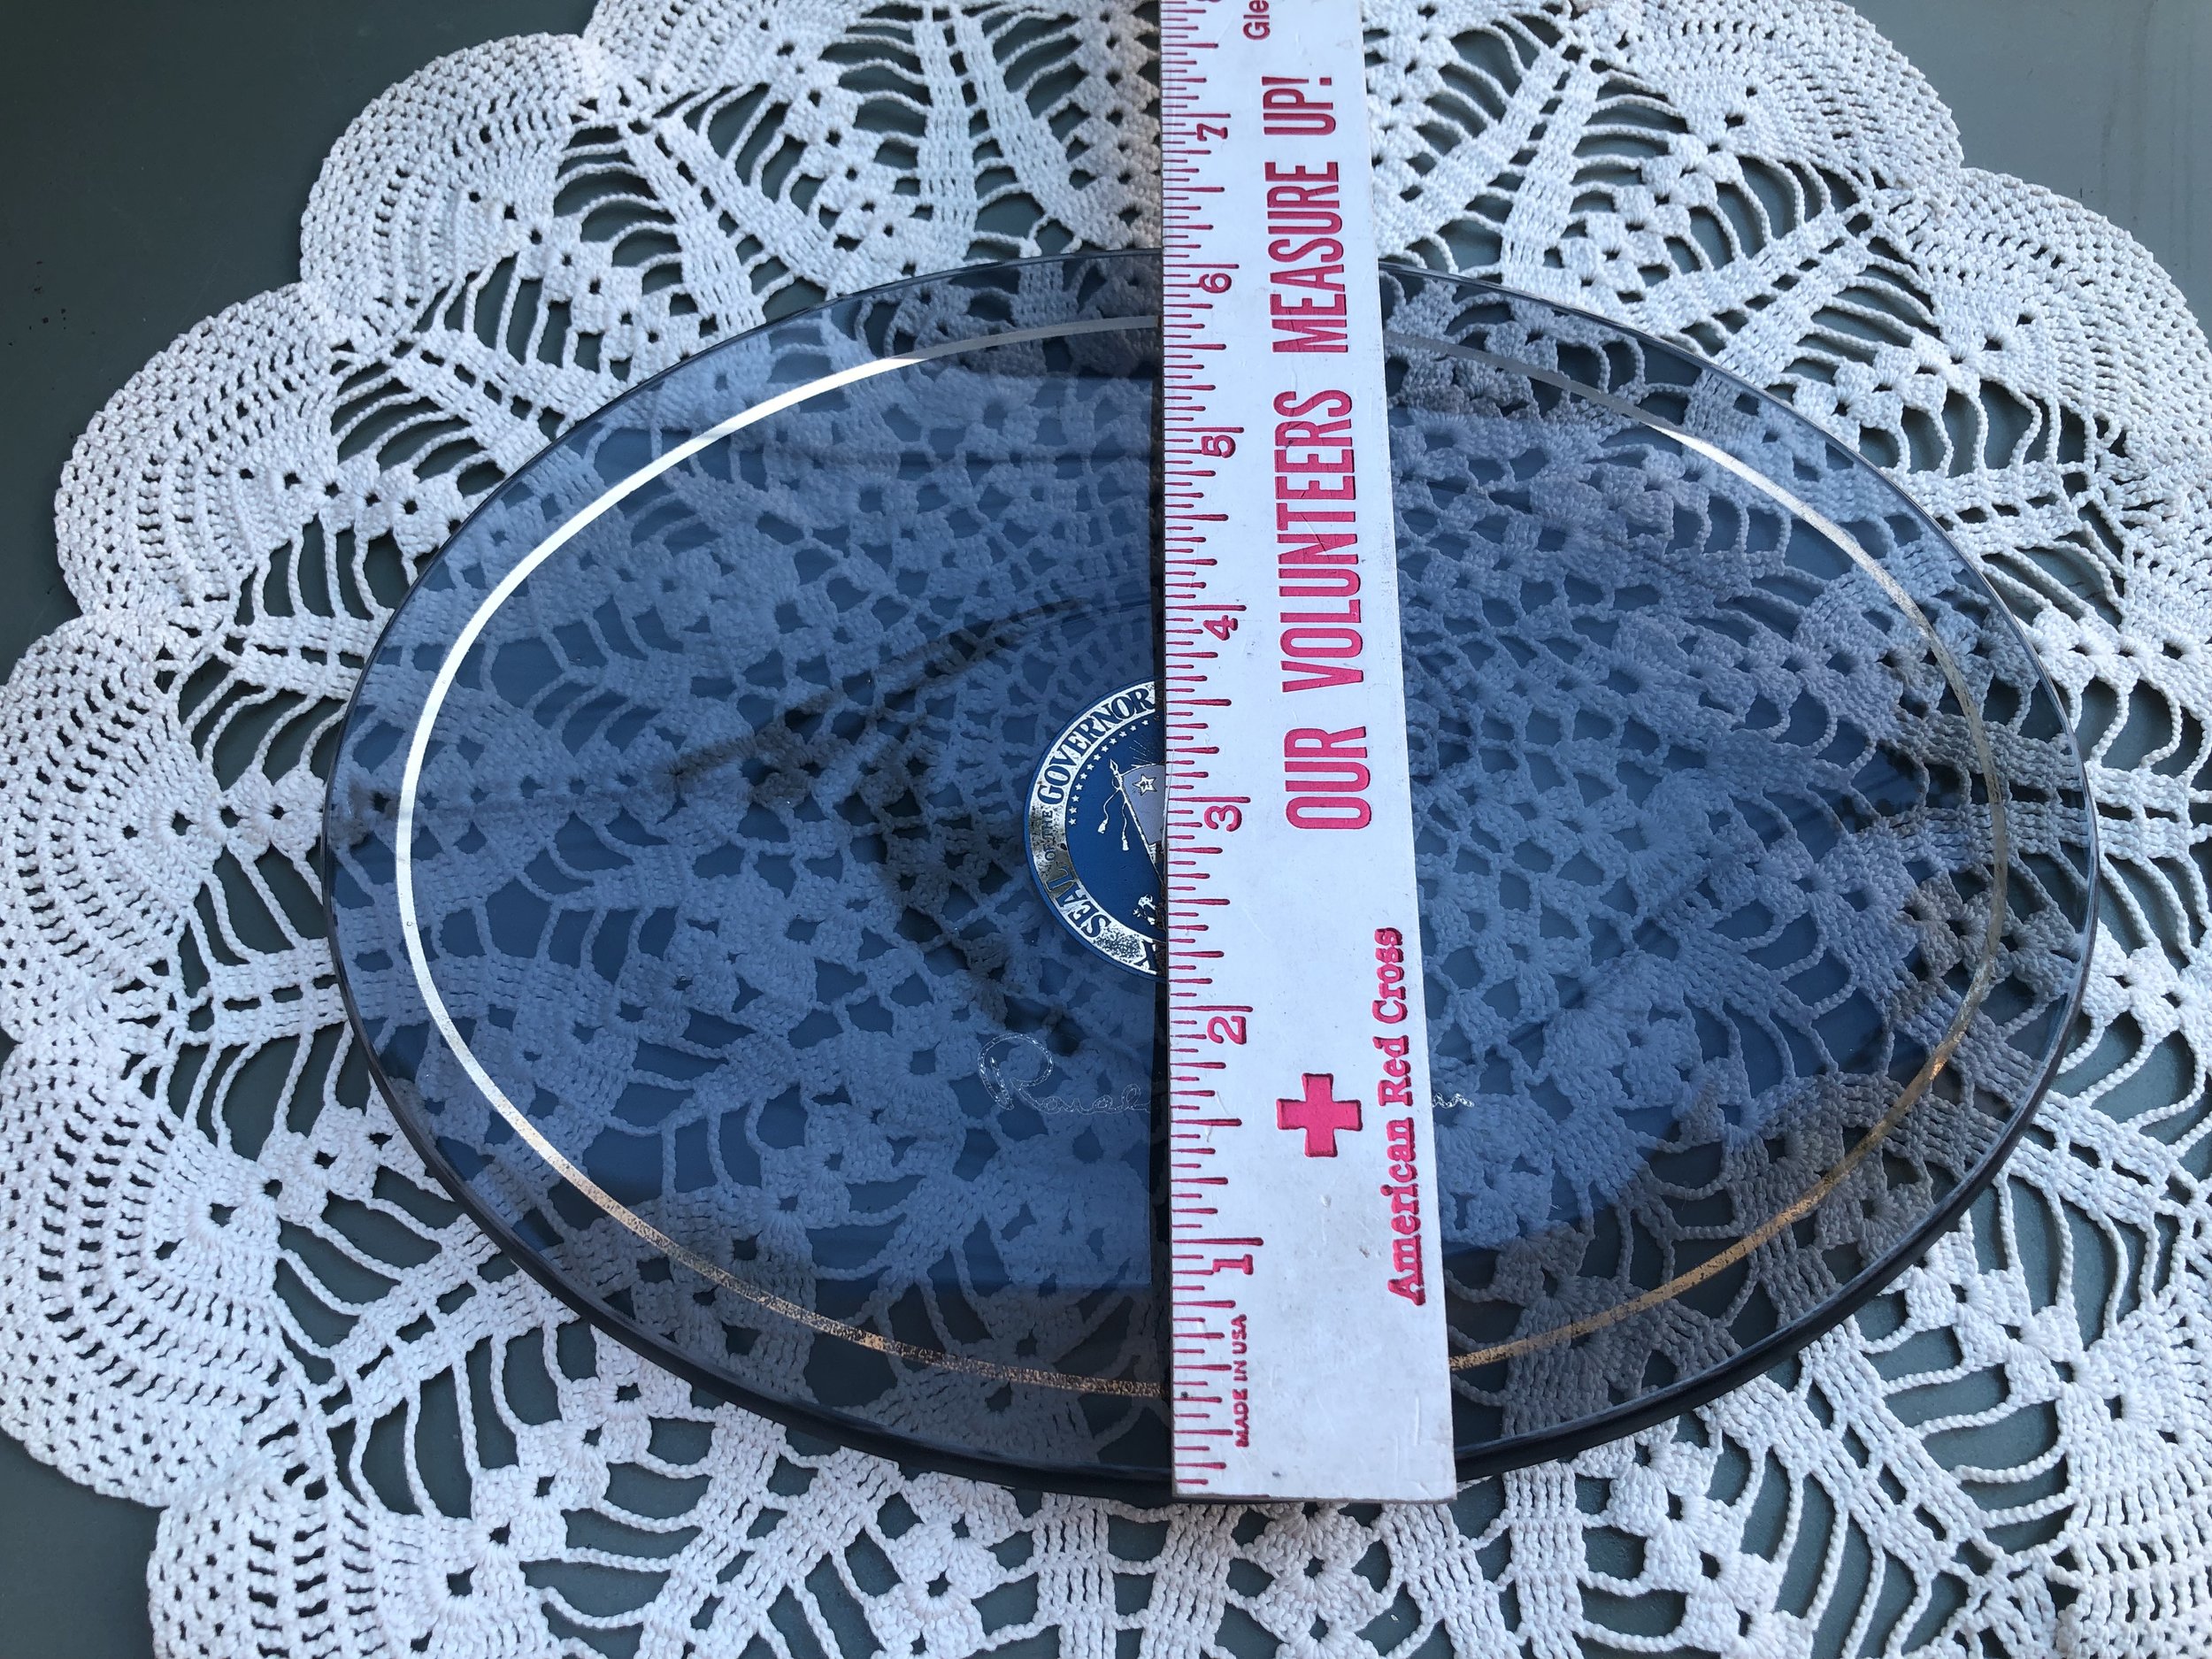 Gle
OUR VOLUNTEERS MEASURE UP!
American Red Cross
7
6
5
4
3
2
1
MADE IN USA
SEAL OF THE GOVERNOR